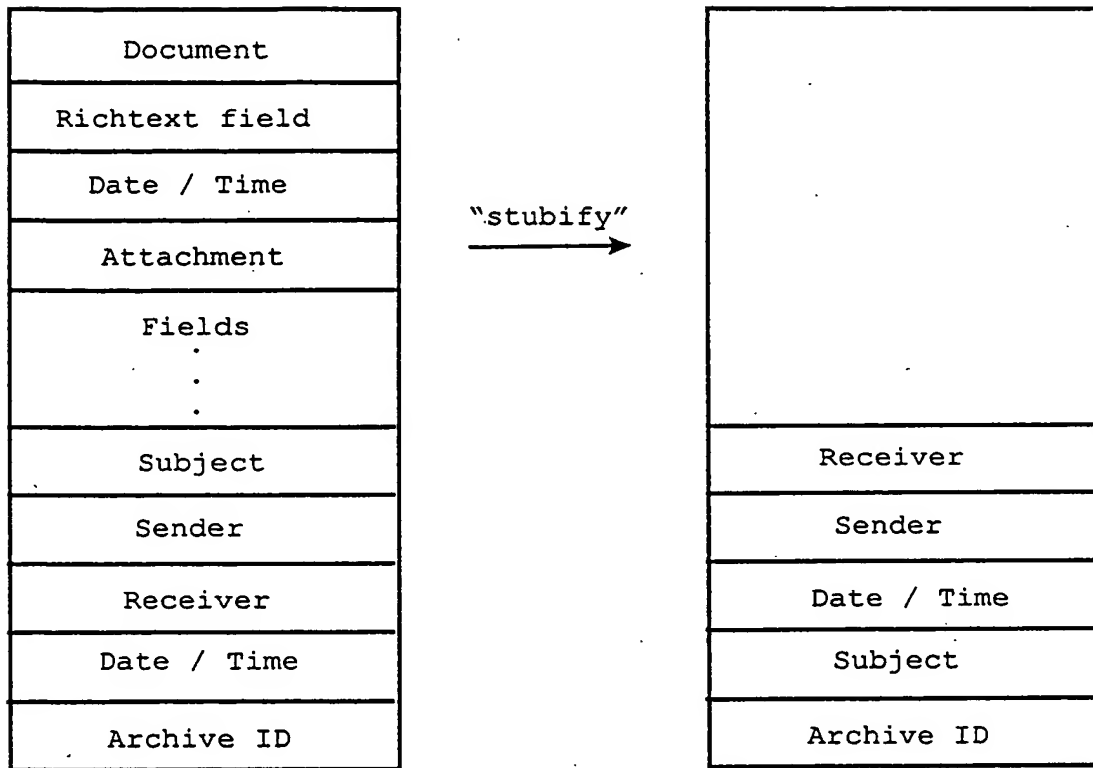 Document
Richtext field
Date / Time
Attachment
Fields
Subject
Sender
Receiver
Date / Time
Archive ID
"stubify"
Receiver
Sender
Date / Time
Subject
Archive ID